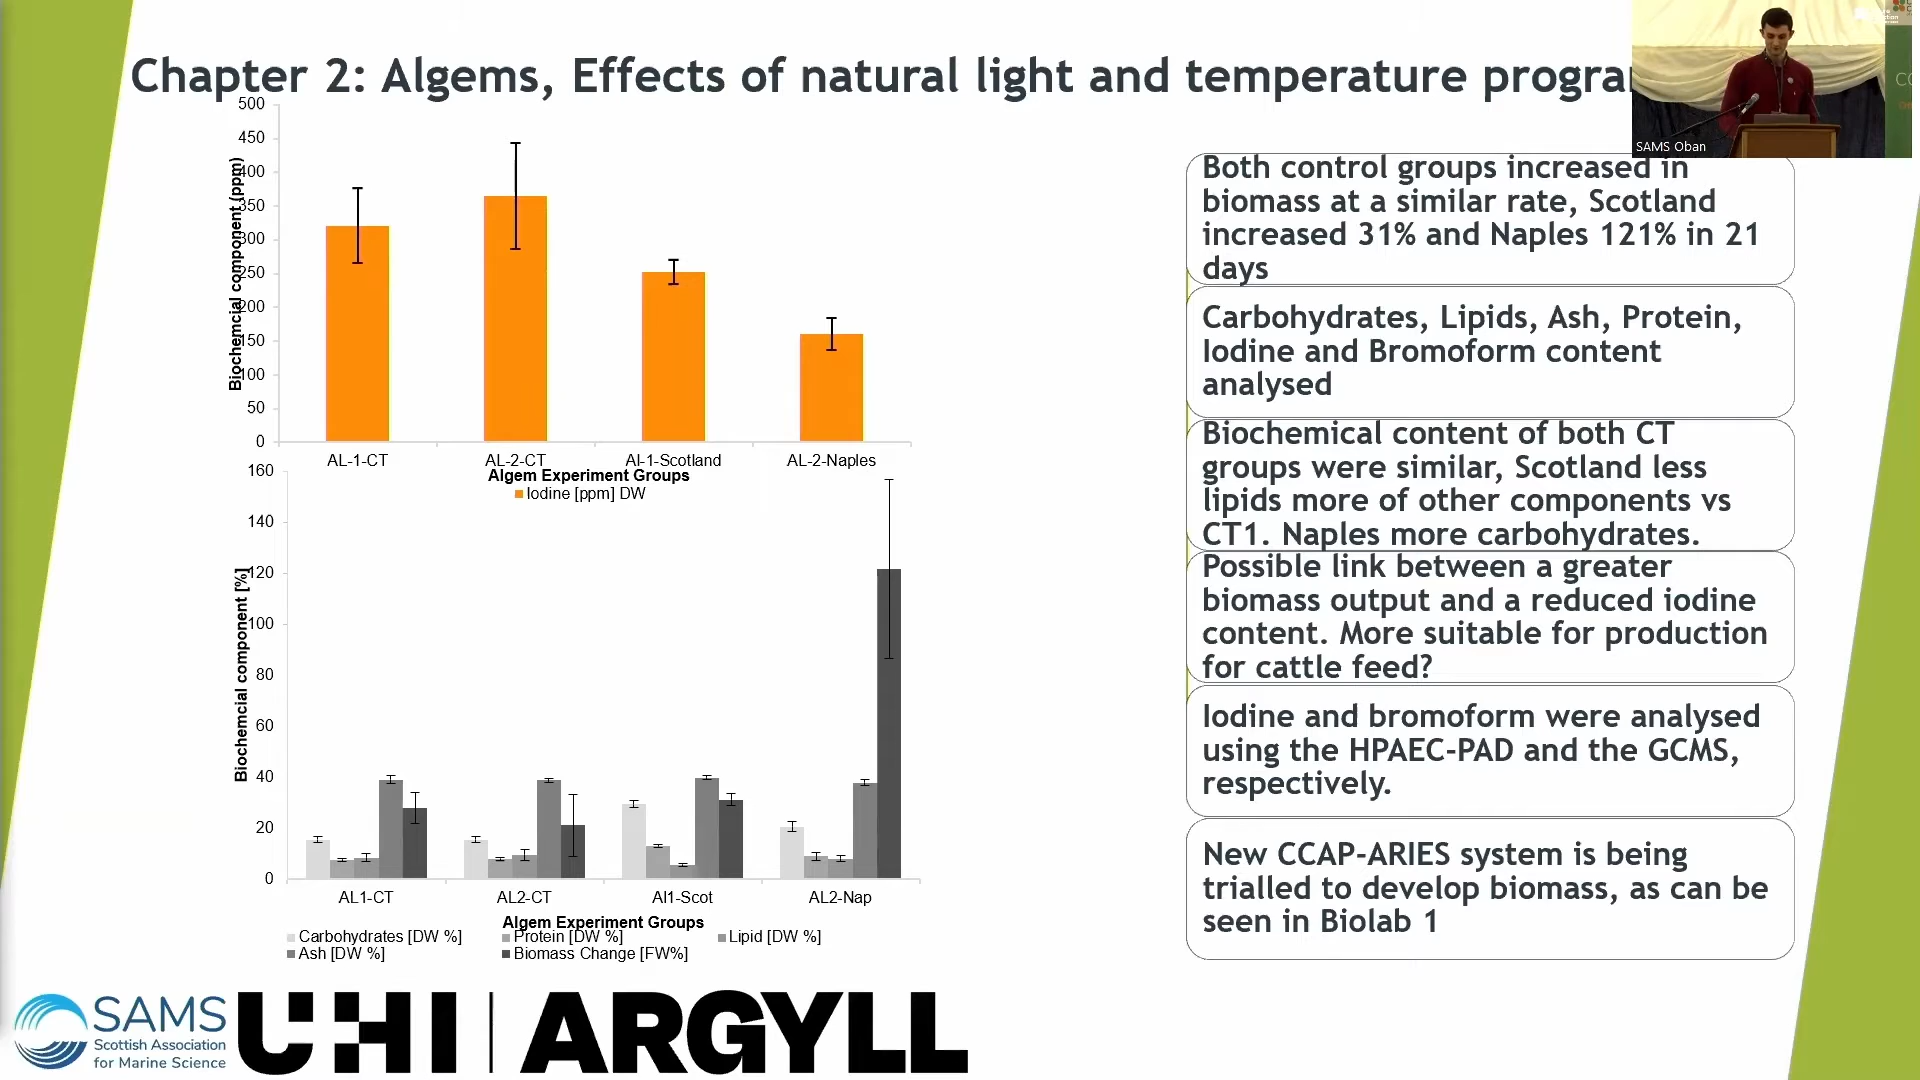 Chapter 2: Algems, Effects of natural light and temperature progra
SAMS Oban
500
450
400
350
300
250
200
150
100
50
0
Biochemcial component (ppm)
AL-1-CT
AL-2-CT
Al-1-Scotland
AL-2-Naples
Algem Experiment Groups
Iodine [ppm] DW
160
140
120
100
80
60
40
20
0
Biochemcial component [%]
AL1-CT
AL2-CT
Al1-Scot
AL2-Nap
Algem Experiment Groups
Carbohydrates [DW %]
Protein [DW %]
Lipid [DW %]
Ash [DW %]
Biomass Change [FW%]
Both control groups increased in
biomass at a similar rate, Scotland
increased 31% and Naples 121% in 21
days
Carbohydrates, Lipids, Ash, Protein,
Iodine and Bromoform content
analysed
Biochemical content of both CT
groups were similar, Scotland less
lipids more of other components vs
CT1. Naples more carbohydrates.
Possible link between a greater
biomass output and a reduced iodine
content. More suitable for production
for cattle feed?
Iodine and bromoform were analysed
using the HPAEC-PAD and the GCMS,
respectively.
New CCAP-ARIES system is being
trialled to develop biomass, as can be
seen in Biolab 1
SAMS
Scottish Association
for Marine Science
UHI | ARGYLL